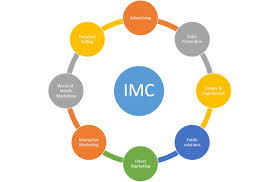 Advertising
Sales
Promotion
Events &
Experiences
Public
relations
Direct
Marketing
Interactive
Marketing
Word of
mouth
Marketing
Personal
Selling
IMC